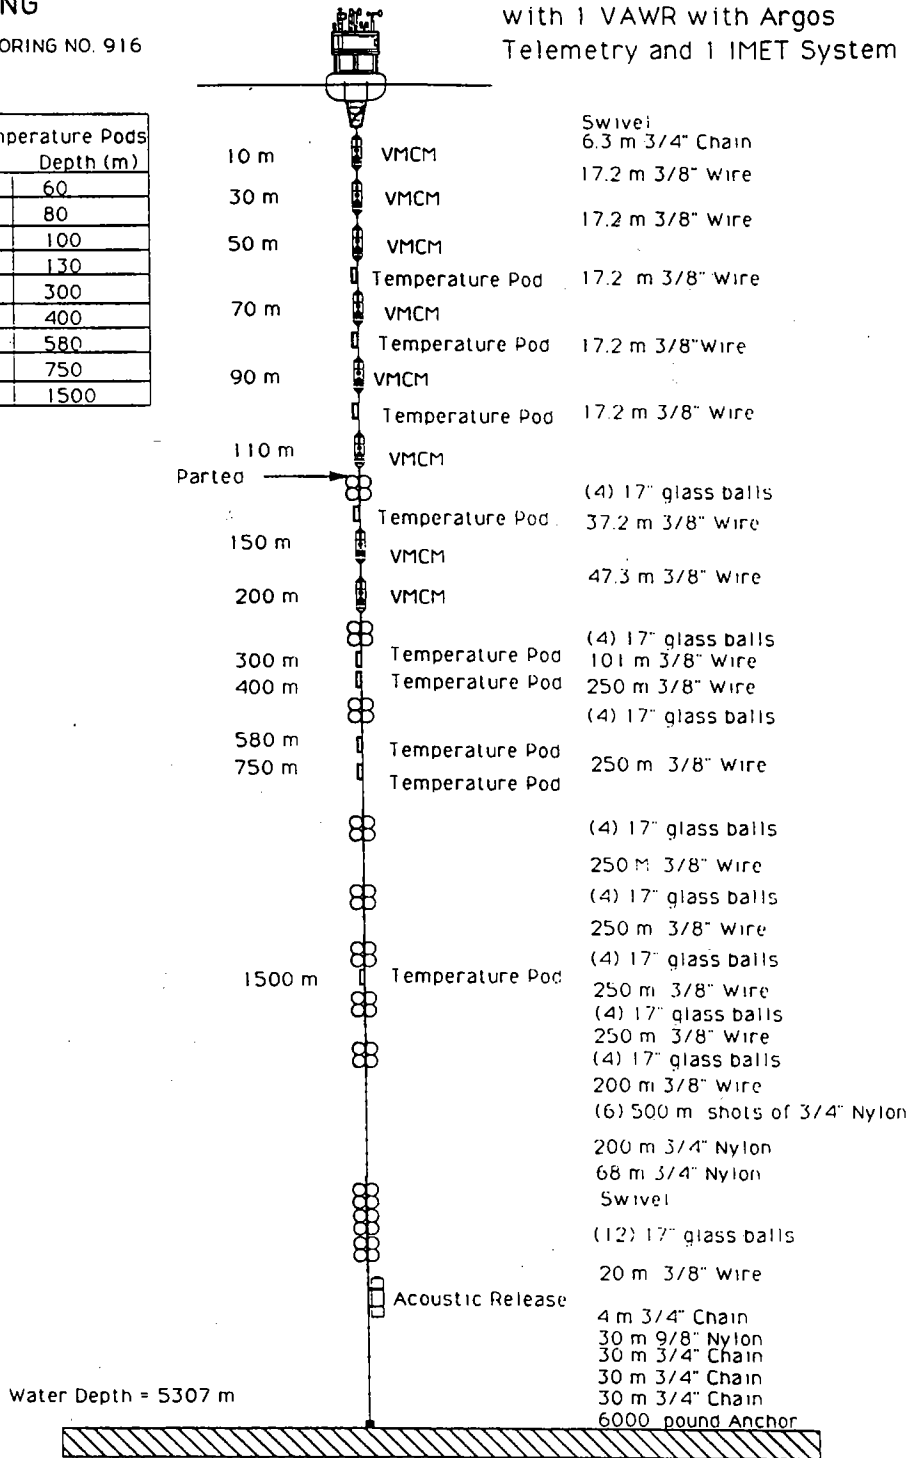 NG
ORING NO. 916
with 1 VAWR with Argos
Telemetry and 1 IMET System
nperature Pods
Depth (m)
60
80
100
130
300
400
580
750
1500
Swivel
6.3 m 3/4" Chain
10 m VMCM
17.2 m 3/8" Wire
30 m VMCM
17.2 m 3/8" Wire
50 m VMCM
Temperature Pod 17.2 m 3/8" Wire
70 m VMCM
Temperature Pod 17.2 m 3/8"Wire
90 m VMCM
Temperature Pod 17.2 m 3/8" Wire
110 m VMCM
Parted
(4) 17" glass balls
Temperature Pod 37.2 m 3/8" Wire
150 m VMCM
47.3 m 3/8" Wire
200 m VMCM
(4) 17" glass balls
300 m Temperature Pod 101 m 3/8" Wire
400 m Temperature Pod 250 m 3/8" Wire
(4) 17" glass balls
580 m Temperature Pod
750 m 250 m 3/8" Wire
Temperature Pod
(4) 17" glass balls
250 M 3/8" Wire
(4) 17" glass balls
250 m 3/8" Wire
(4) 17" glass balls
1500 m Temperature Pod
250 m 3/8" Wire
(4) 17" glass balls
250 m 3/8" Wire
(4) 17" glass balls
200 m 3/8" Wire
(6) 500 m shots of 3/4" Nylon
200 m 3/4" Nylon
68 m 3/4" Nylon
Swivel
(12) 17" glass balls
20 m 3/8" Wire
Acoustic Release
4 m 3/4" Chain
30 m 9/8" Nylon
30 m 3/4" Chain
30 m 3/4" Chain
30 m 3/4" Chain
Water Depth = 5307 m
6000 pound Anchor